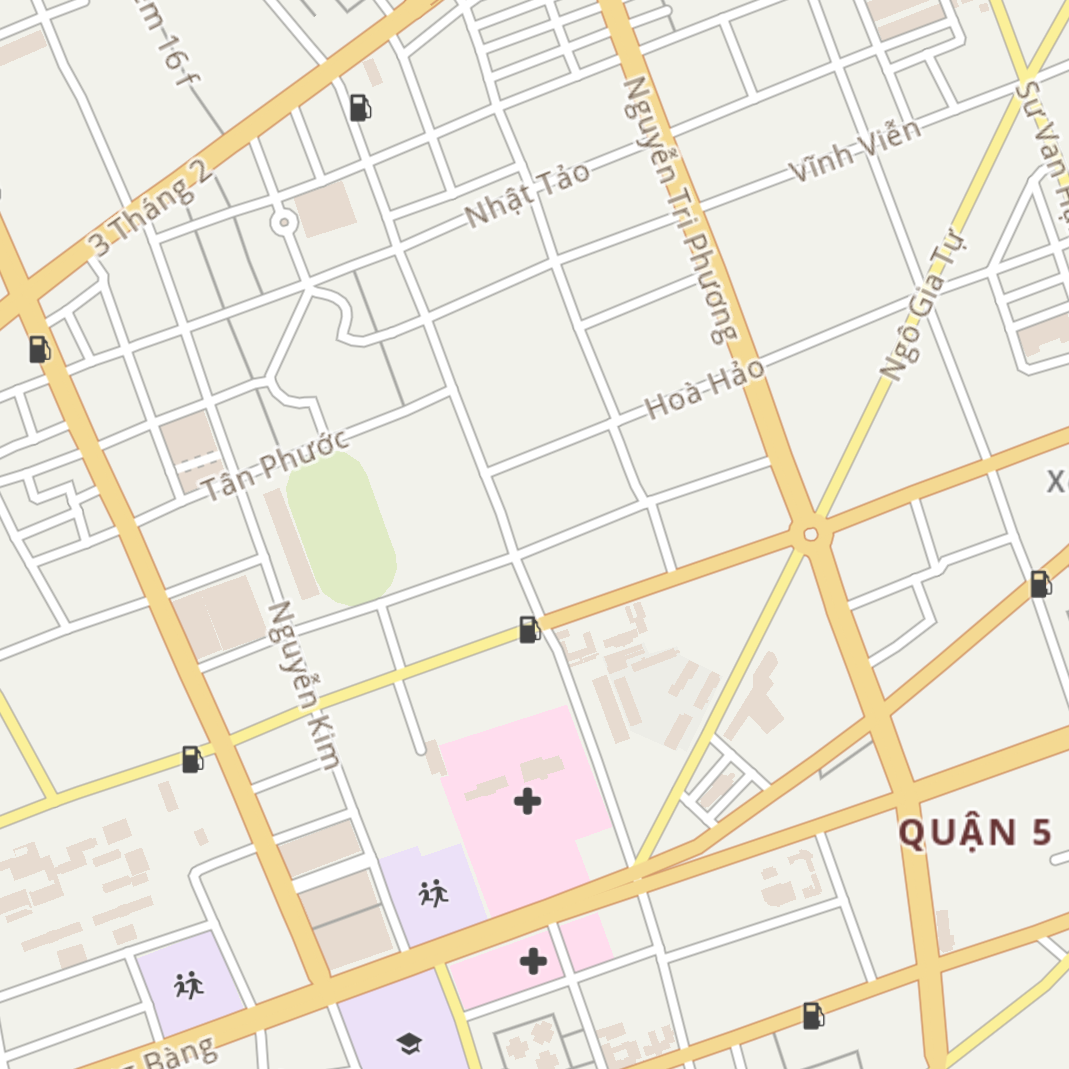 3 Tháng 2
Nguyễn Tri Phương
Nhật Tảo
Vĩnh Viễn
Ngô Gia Tự
Hoà Hảo
Tân Phước
Nguyễn Kim
QUẬN 5
Bàng